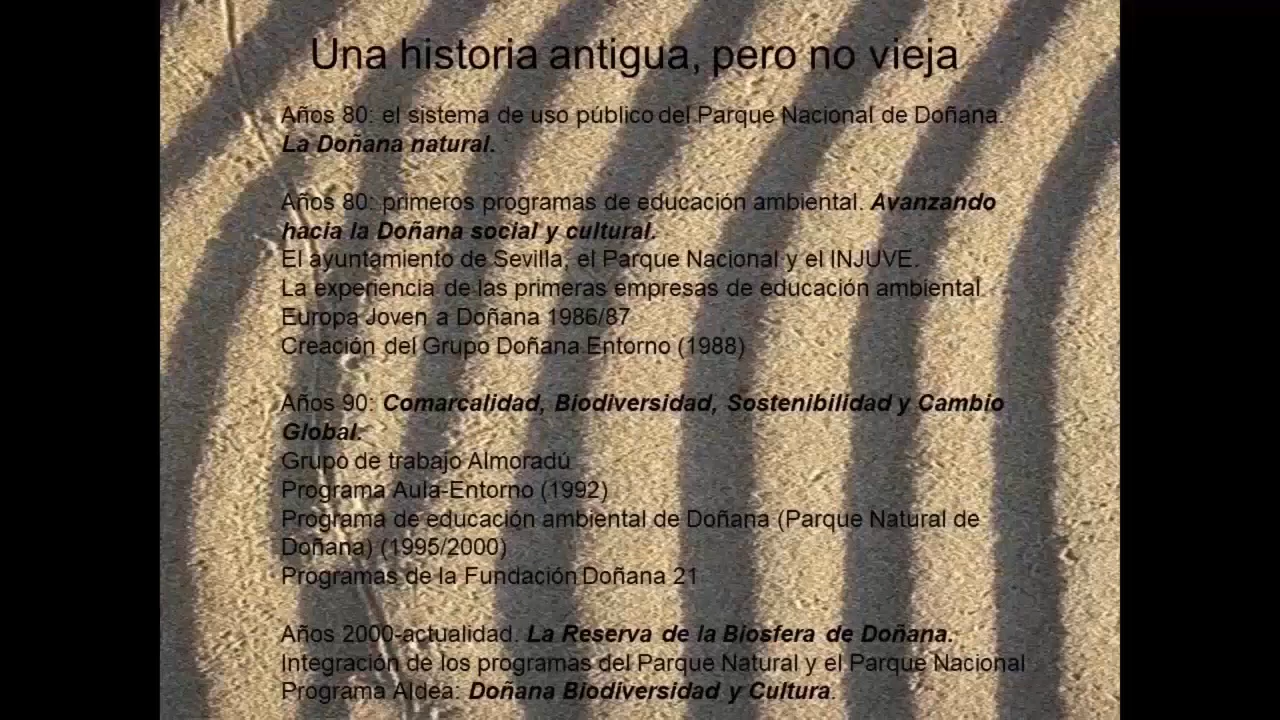 Una historia antigua, pero no vieja
Años 80: el sistema de uso público del Parque Nacional de Doñana.
La Doñana natural.
Años 80: primeros programas de educación ambiental. Avanzando
hacia la Doñana social y cultural.
El ayuntamiento de Sevilla, el Parque Nacional y el INJUVE.
La experiencia de las primeras empresas de educación ambiental
Europa Joven a Doñana 1986/87
Creación del Grupo Doñana Entorno (1988)
Años 90: Comarcalidad, Biodiversidad, Sostenibilidad y Cambio
Global.
Grupo de trabajo Almoradú
Programa Aula-Entorno (1992)
Programa de educación ambiental de Doñana (Parque Natural de
Doñana) (1995/2000)
Programas de la Fundación Doñana 21
Años 2000-actualidad. La Reserva de la Biosfera de Doñana.
Integración de los programas del Parque Natural y el Parque Nacional
Programa Aldea: Doñana Biodiversidad y Cultura.